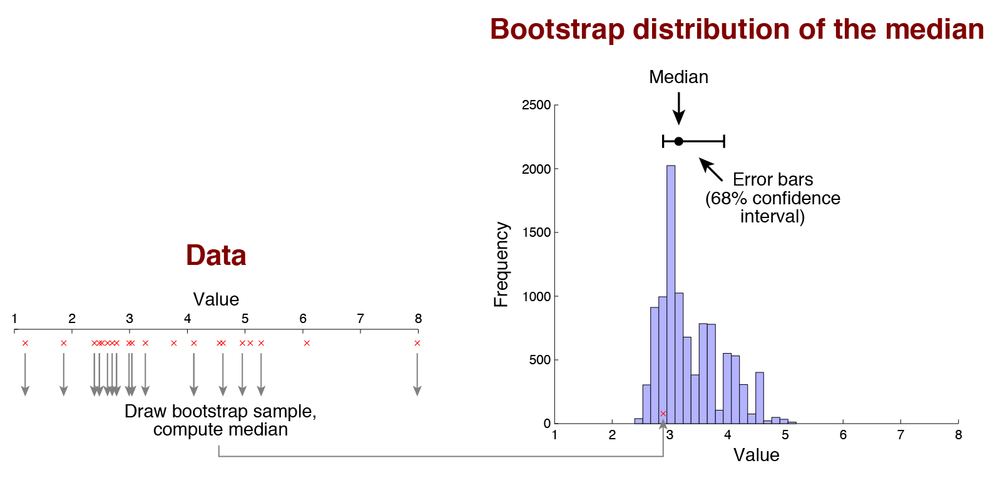 Bootstrap distribution of the median
Median
2500
2000
1500
1000
500
0
Frequency
Error bars
(68% confidence
interval)
1 2 3 4 5 6 7 8
Value
Data
Value
1 2 3 4 5 6 7 8
Draw bootstrap sample,
compute median